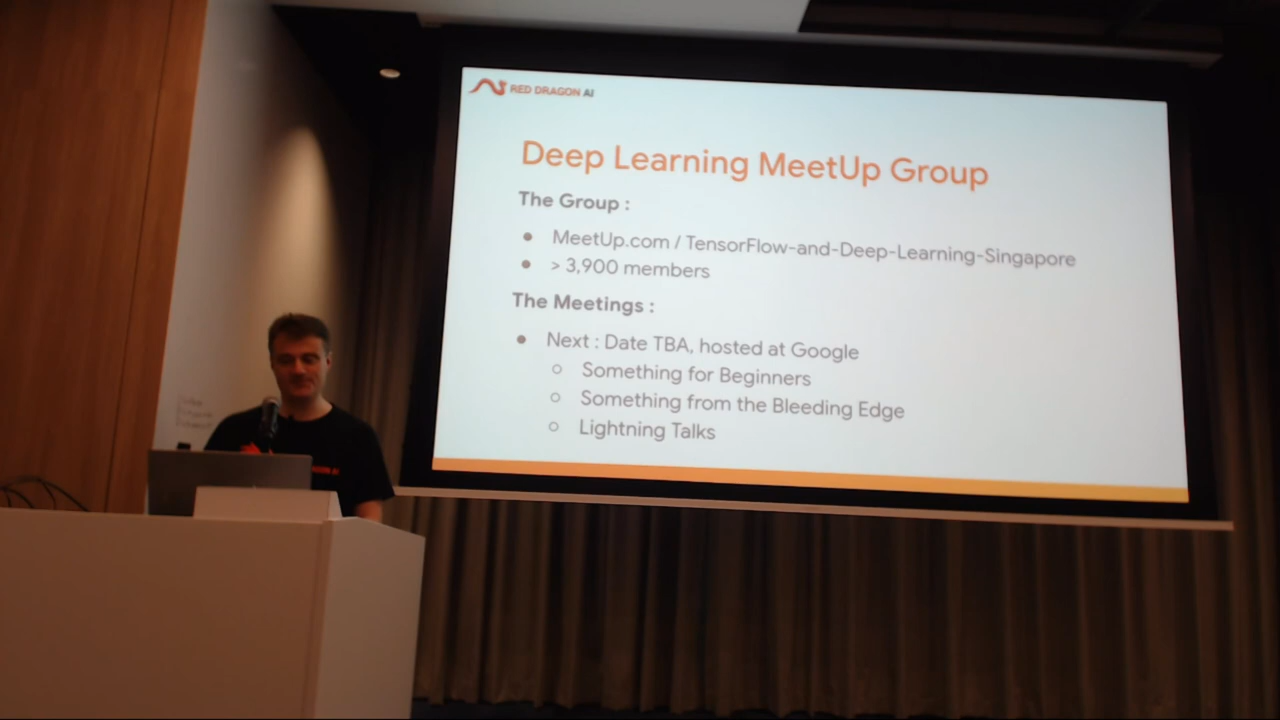 RED DRAGON AI
Deep Learning MeetUp Group
The Group :
● MeetUp.com / TensorFlow-and-Deep-Learning-Singapore
● > 3,900 members
The Meetings :
● Next : Date TBA, hosted at Google
○ Something for Beginners
○ Something from the Bleeding Edge
○ Lightning Talks